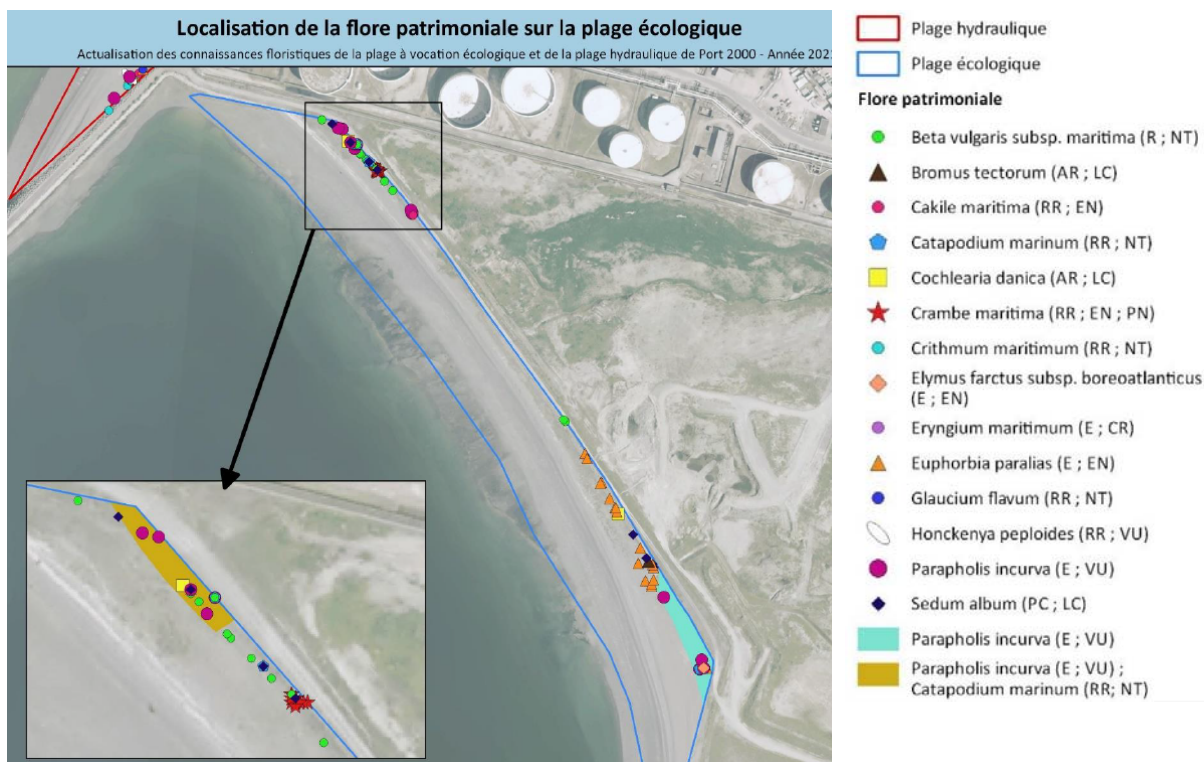 Localisation de la flore patrimoniale sur la plage écologique
Actualisation des connaissances floristiques de la plage à vocation écologique et de la plage hydraulique de Port 2000 - Année 202
Plage hydraulique
Plage écologique
Flore patrimoniale
Beta vulgaris subsp. maritima (R ; NT)
Bromus tectorum (AR ; LC)
Cakile maritima (RR ; EN)
Catapodium marinum (RR ; NT)
Cochlearia danica (AR ; LC)
Crambe maritima (RR ; EN ; PN)
Crithmum maritimum (RR ; NT)
Elymus farctus subsp. boreoatlanticus
(E ; EN)
Eryngium maritimum (E ; CR)
Euphorbia paralias (E ; EN)
Glaucium flavum (RR ; NT)
Honckenya peploides (RR ; VU)
Parapholis incurva (E ; VU)
Sedum album (PC ; LC)
Parapholis incurva (E ; VU)
Parapholis incurva (E ; VU) ;
Catapodium marinum (RR; NT)